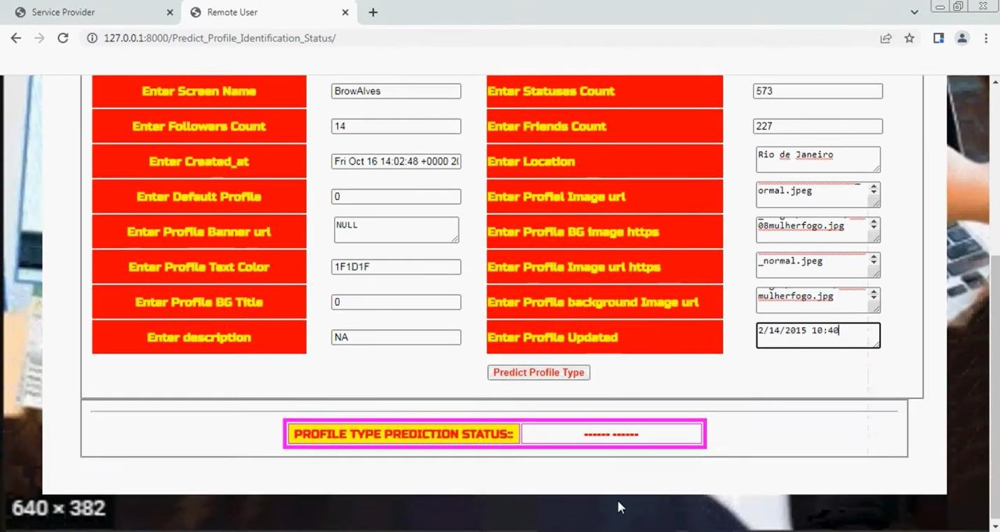 Service Provider
Remote User
127.0.0.1:8000/Predict_Profile_Identification_Status/
Enter Screen Name BrowAlves Enter Statuses Count 573
Enter Followers Count 14 Enter Friends Count 227
Enter Created_at Fri Oct 16 14:02:48 +0000 20 Enter Location Rio de Janeiro
Enter Default Profile 0 Enter Profiel Image url ormal.jpeg
Enter Profile Banner url NULL Enter Profile BG image https 08mulherfogo.jpg
Enter Profile Text Color 1F1D1F Enter Profile Image url https _normal.jpeg
Enter Profile BG Title 0 Enter Profile background Image url mulherfogo.jpg
Enter description NA Enter Profile Updated 2/14/2015 10:40
Predict Profile Type
PROFILE TYPE PREDICTION STATUS:: ------ ------
640 × 382